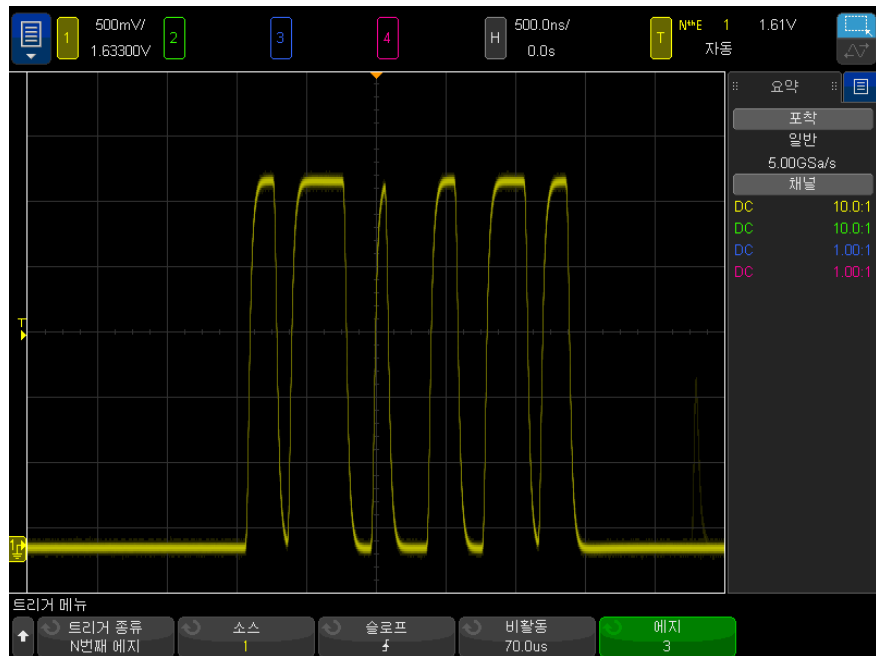 1 500mV/ 1.63300V 2 3 4 H 500.0ns/ 0.0s T NthE 1 1.61V 자동
요약
포착
일반
5.00GSa/s
채널
DC 10.0:1
DC 10.0:1
DC 1.00:1
DC 1.00:1
T
1
트리거 메뉴
트리거 종류 N번째 에지
소스 1
슬로프
비활동 70.0us
에지 3